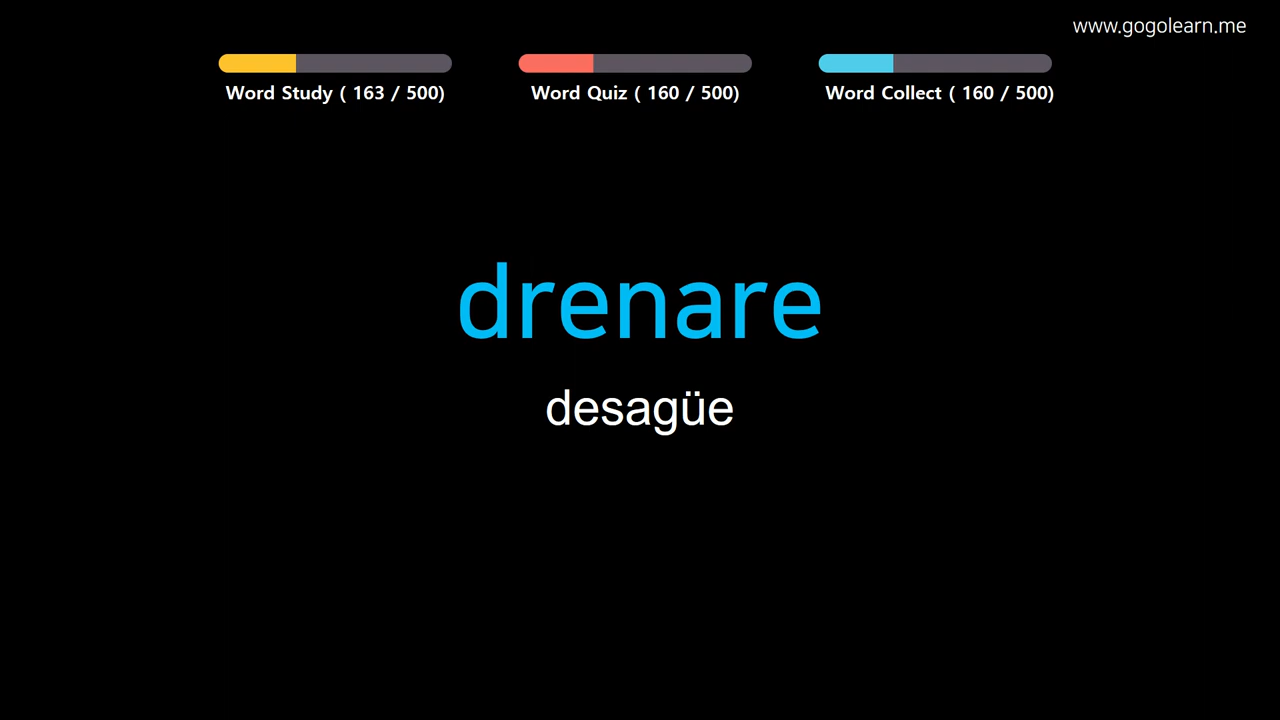 www.gogolearn.me
Word Study ( 163 / 500)
Word Quiz ( 160 / 500)
Word Collect ( 160 / 500)
drenare
desagüe